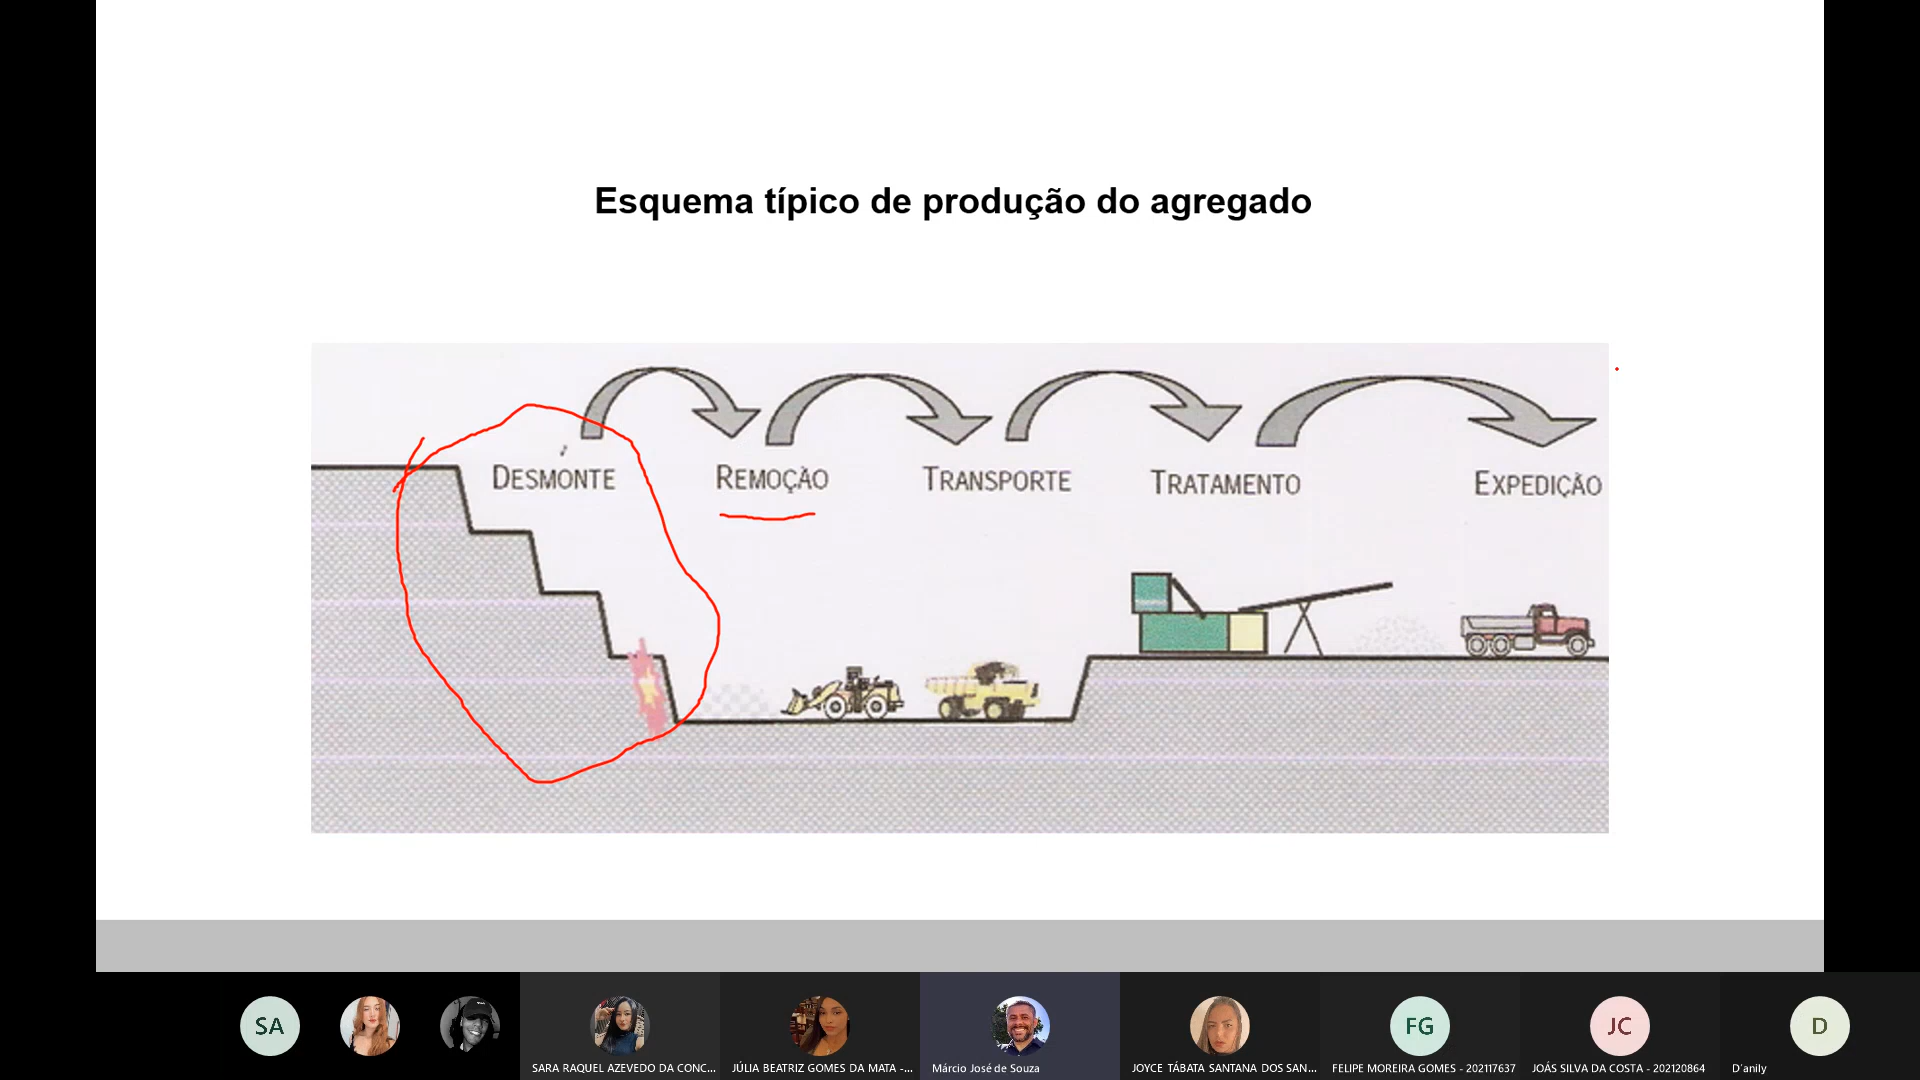 Esquema típico de produção do agregado
DESMONTE REMOÇÃO TRANSPORTE TRATAMENTO EXPEDIÇÃO
SA
FG
JC
D
SARA RAQUEL AZEVEDO DA CONC...
JÚLIA BEATRIZ GOMES DA MATA -...
Márcio José de Souza
JOYCE TÁBATA SANTANA DOS SAN...
FELIPE MOREIRA GOMES - 202117637
JOÁS SILVA DA COSTA - 202120864
D´anily